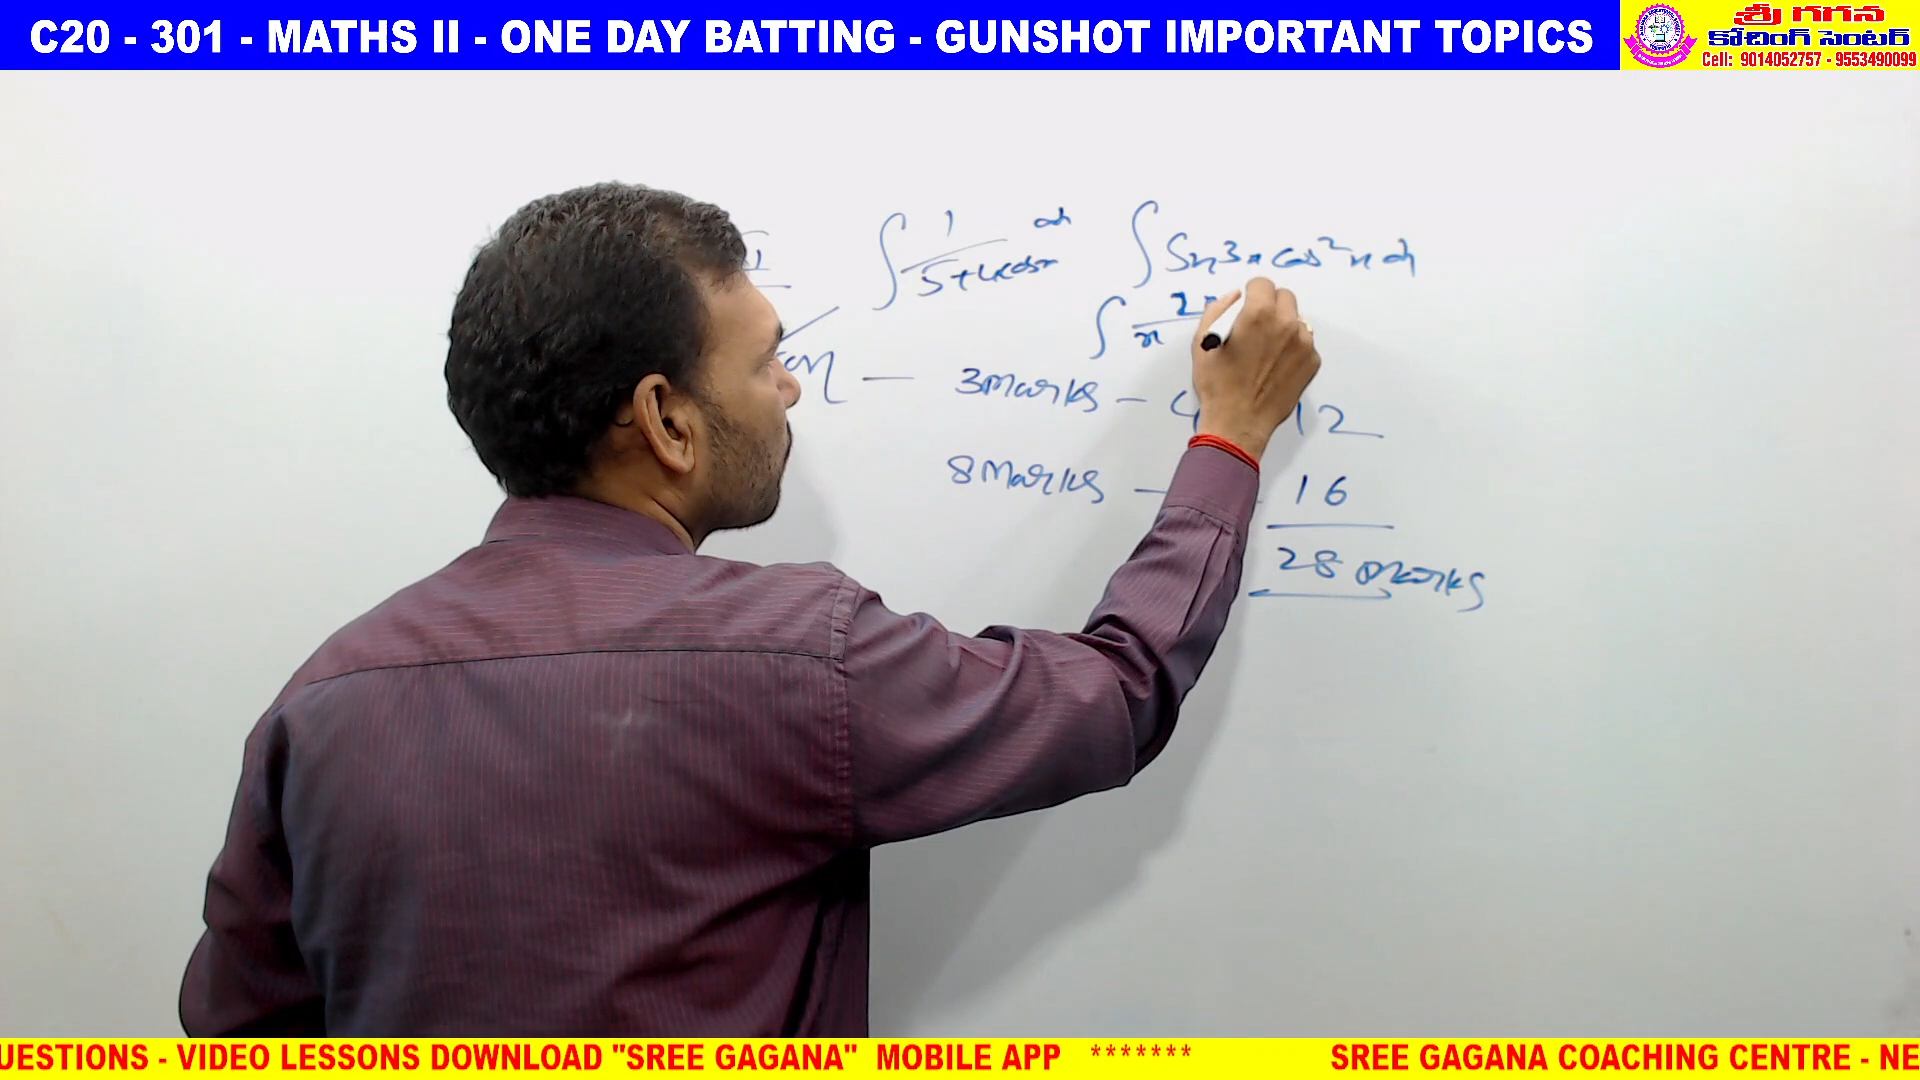 C20 - 301 - MATHS II - ONE DAY BATTING - GUNSHOT IMPORTANT TOPICS
శ్రీ గగన
కోచింగ్ సెంటర్
Cell: 9014052757 - 9553490099
∫ 1/5+4cosx dx ∫ Sin3x cos²x dx
∫ 2
x
— 3marks - 4 12
8marks — 16
28 marks
UESTIONS - VIDEO LESSONS DOWNLOAD "SREE GAGANA" MOBILE APP ******* SREE GAGANA COACHING CENTRE - NE